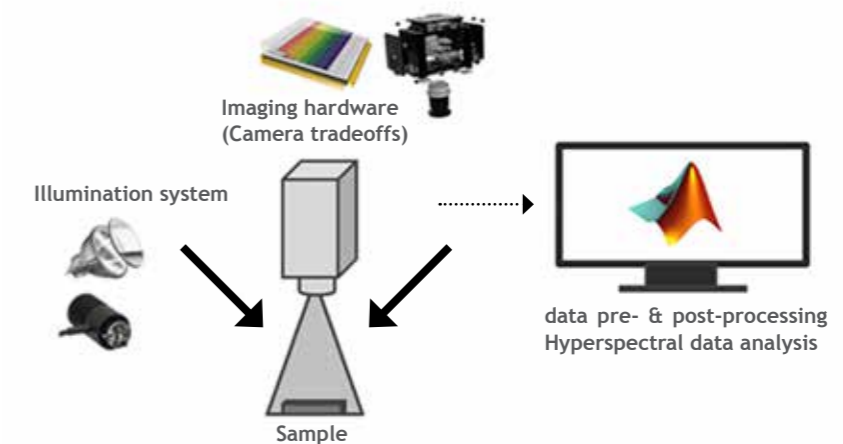 Imaging hardware
(Camera tradeoffs)
Illumination system
data pre- & post-processing
Hyperspectral data analysis
Sample